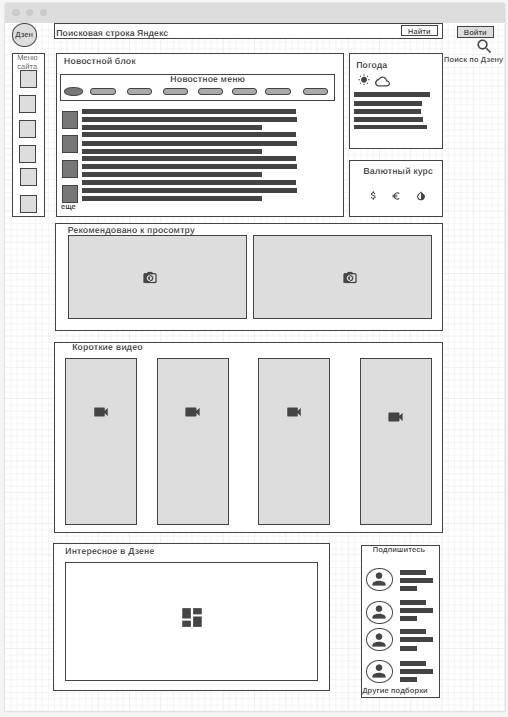 Дзен
Поисковая строка Яндекс
Найти
Войти
Поиск по Дзену
Меню
сайта
Новостной блок
Новостное меню
еще
Погода
Валютный курс
$
€
Рекомендовано к просомтру
Короткие видео
Интересное в Дзене
Подпишитесь
Другие подборки